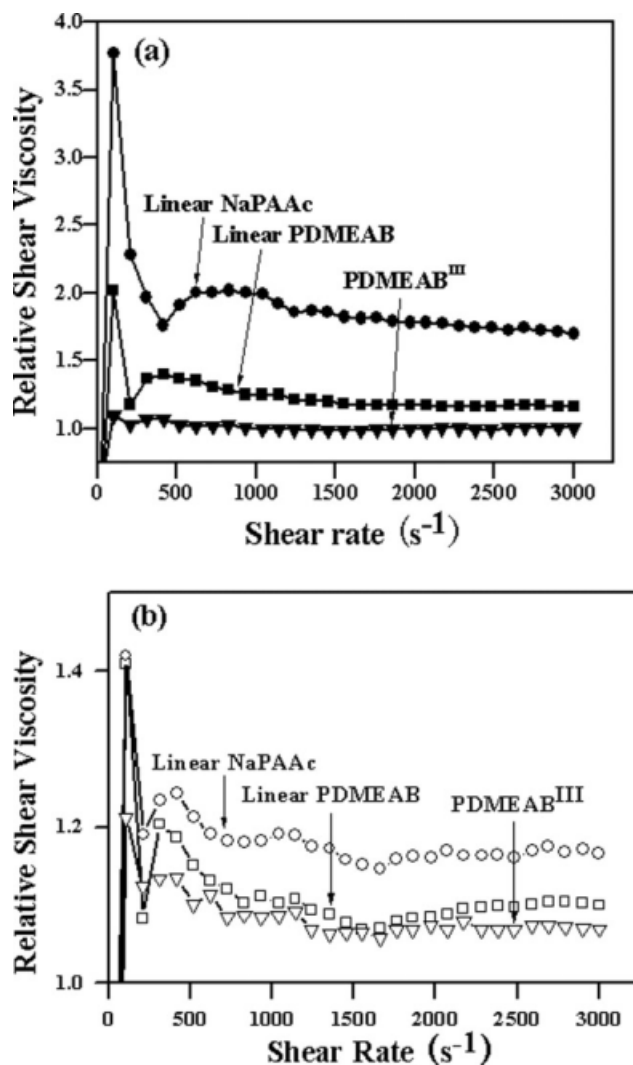 (a)
Relative Shear Viscosity
4.0
3.5
3.0
2.5
2.0
1.5
1.0
Linear NaPAAc
Linear PDMEAB
PDMEAB^III
0 500 1000 1500 2000 2500 3000
Shear rate (s^-1)
(b)
Relative Shear Viscosity
1.4
1.2
1.0
Linear NaPAAc
Linear PDMEAB
PDMEAB^III
0 500 1000 1500 2000 2500 3000
Shear Rate (s^-1)